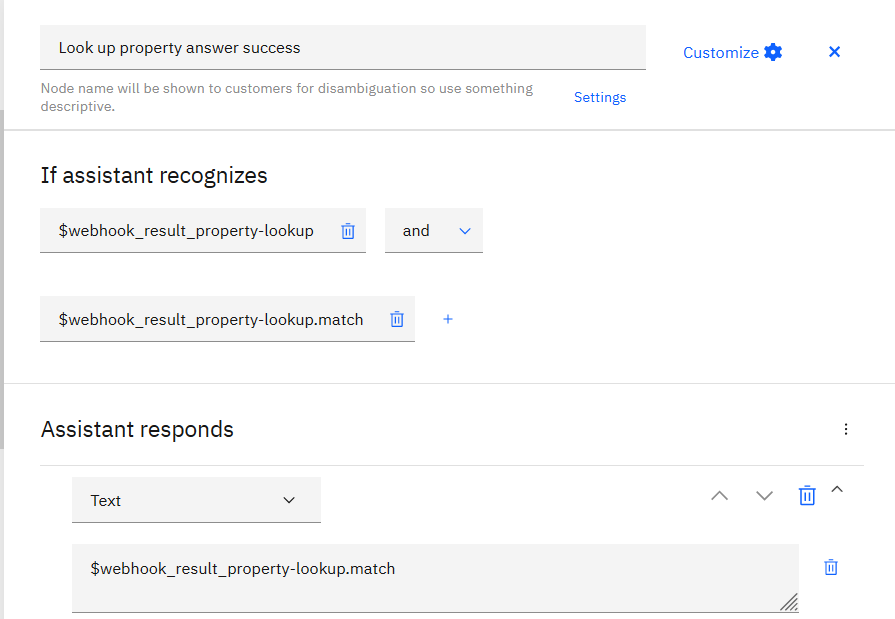 Look up property answer success
Customize
Node name will be shown to customers for disambiguation so use something
descriptive.
Settings
If assistant recognizes
$webhook_result_property-lookup
and
$webhook_result_property-lookup.match
Assistant responds
Text
$webhook_result_property-lookup.match